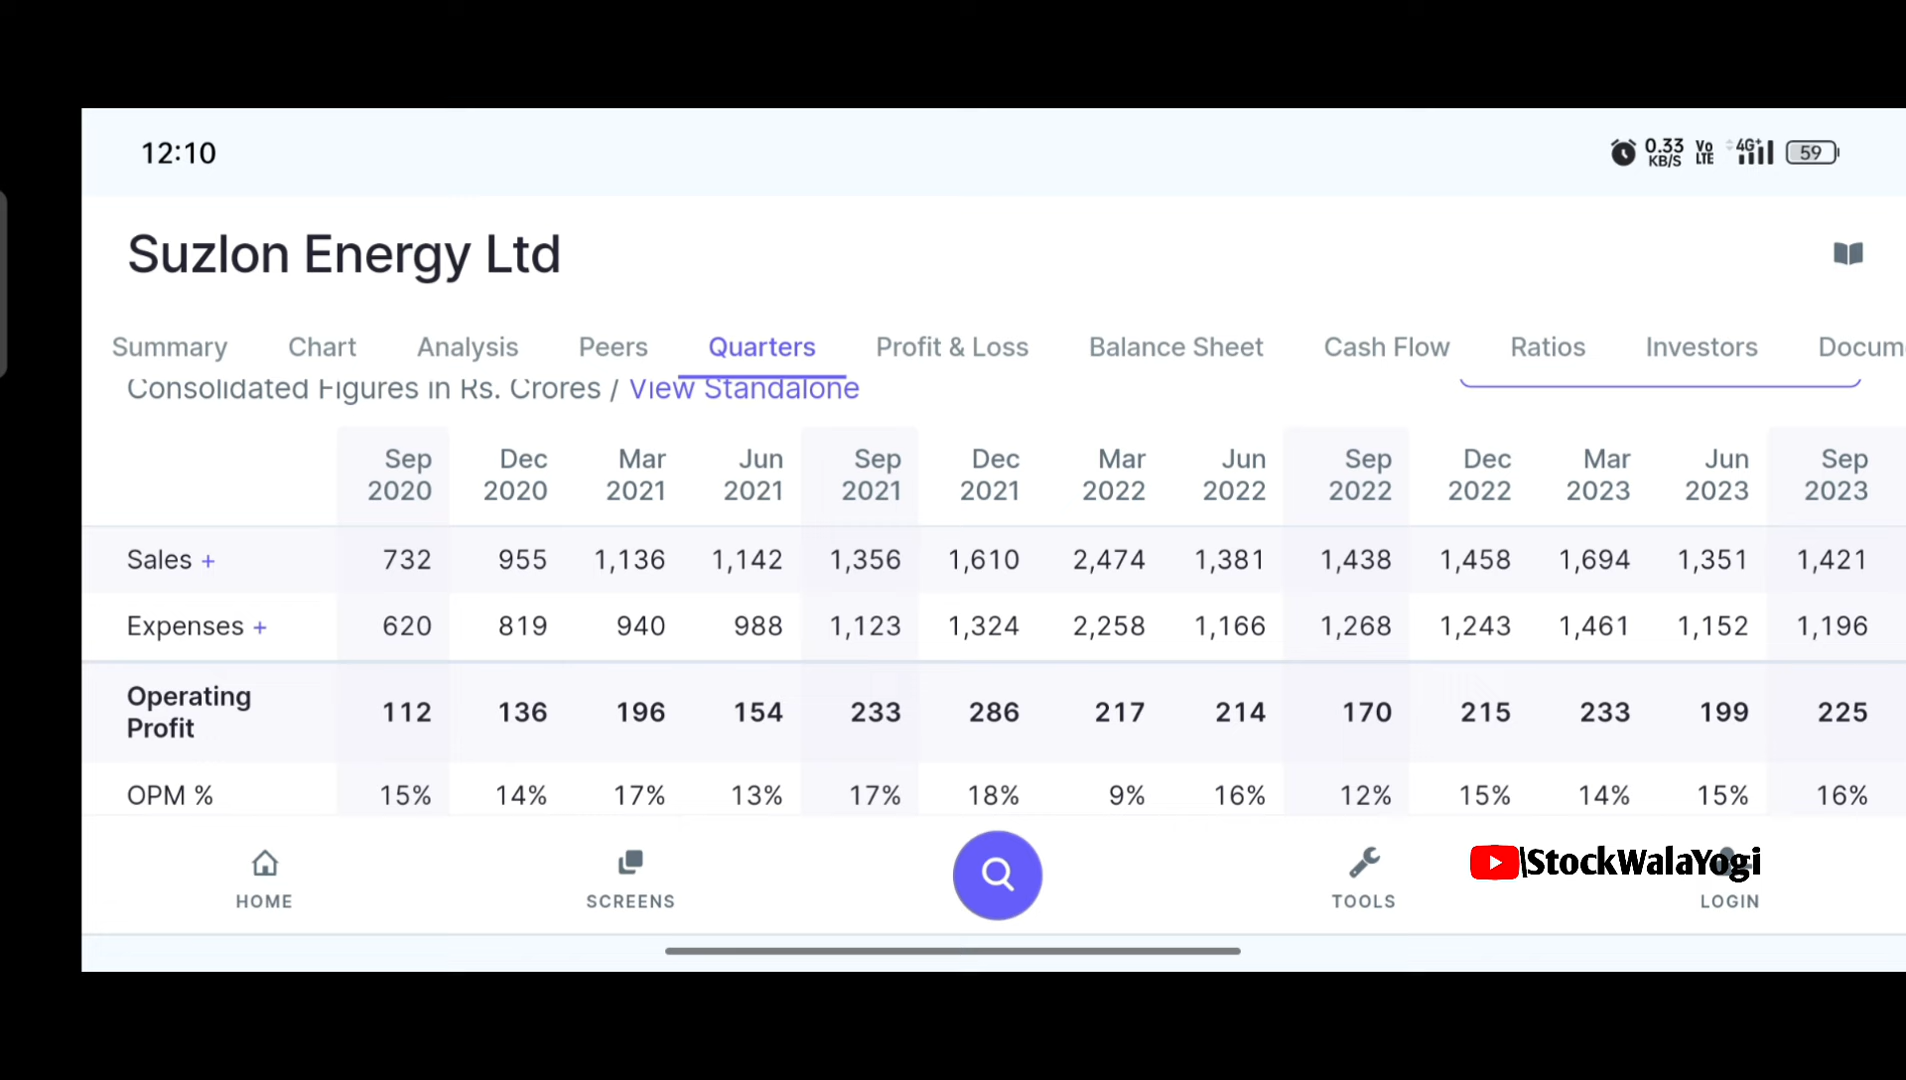 12:10 0.33 KB/S Vo LTE 4G+ 59
Suzlon Energy Ltd
Summary Chart Analysis Peers Quarters Profit & Loss Balance Sheet Cash Flow Ratios Investors Docum
Consolidated Figures in Rs. Crores / View Standalone
Sep 2020 Dec 2020 Mar 2021 Jun 2021 Sep 2021 Dec 2021 Mar 2022 Jun 2022 Sep 2022 Dec 2022 Mar 2023 Jun 2023 Sep 2023
Sales + 732 955 1,136 1,142 1,356 1,610 2,474 1,381 1,438 1,458 1,694 1,351 1,421
Expenses + 620 819 940 988 1,123 1,324 2,258 1,166 1,268 1,243 1,461 1,152 1,196
Operating Profit 112 136 196 154 233 286 217 214 170 215 233 199 225
OPM % 15% 14% 17% 13% 17% 18% 9% 16% 12% 15% 14% 15% 16%
\StockWalaYogi
HOME SCREENS TOOLS LOGIN